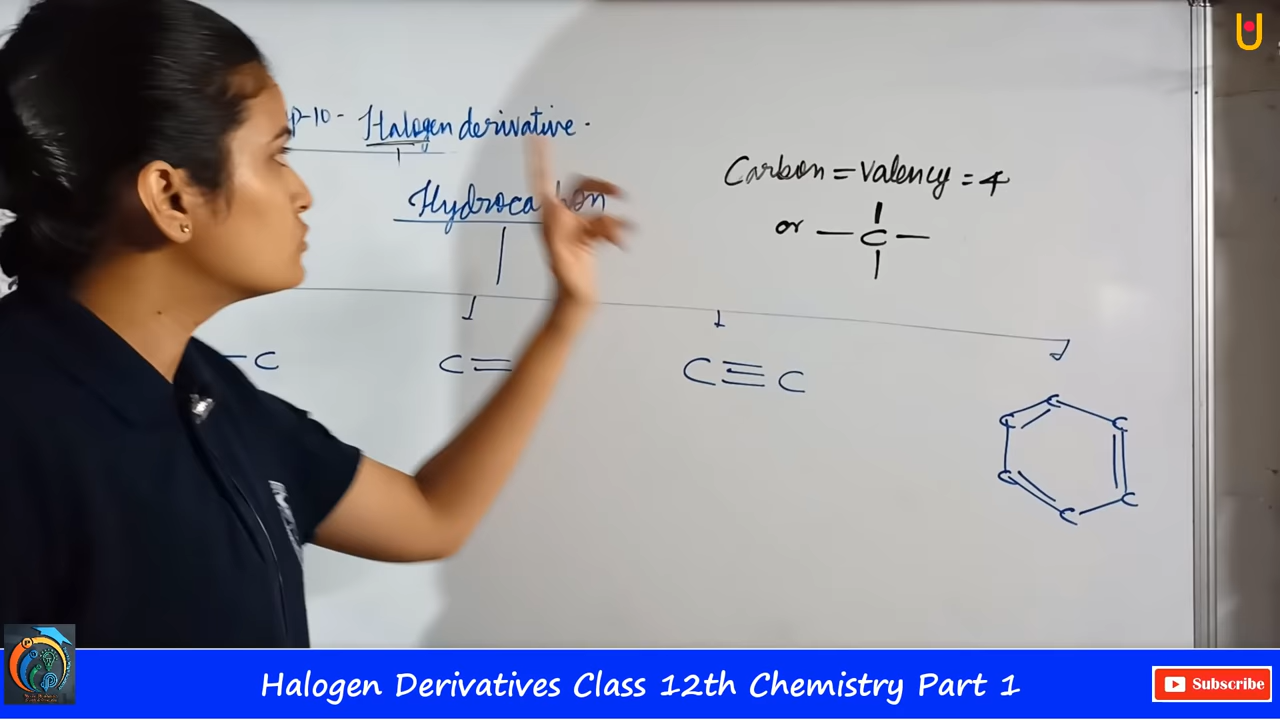 p-10 - Halogen derivative.
Hydrocarbon
Carbon = valency = 4
or — C —
— C
C =
C ≡ C
C
C
C
C
C
C
Halogen Derivatives Class 12th Chemistry Part 1
Subscribe